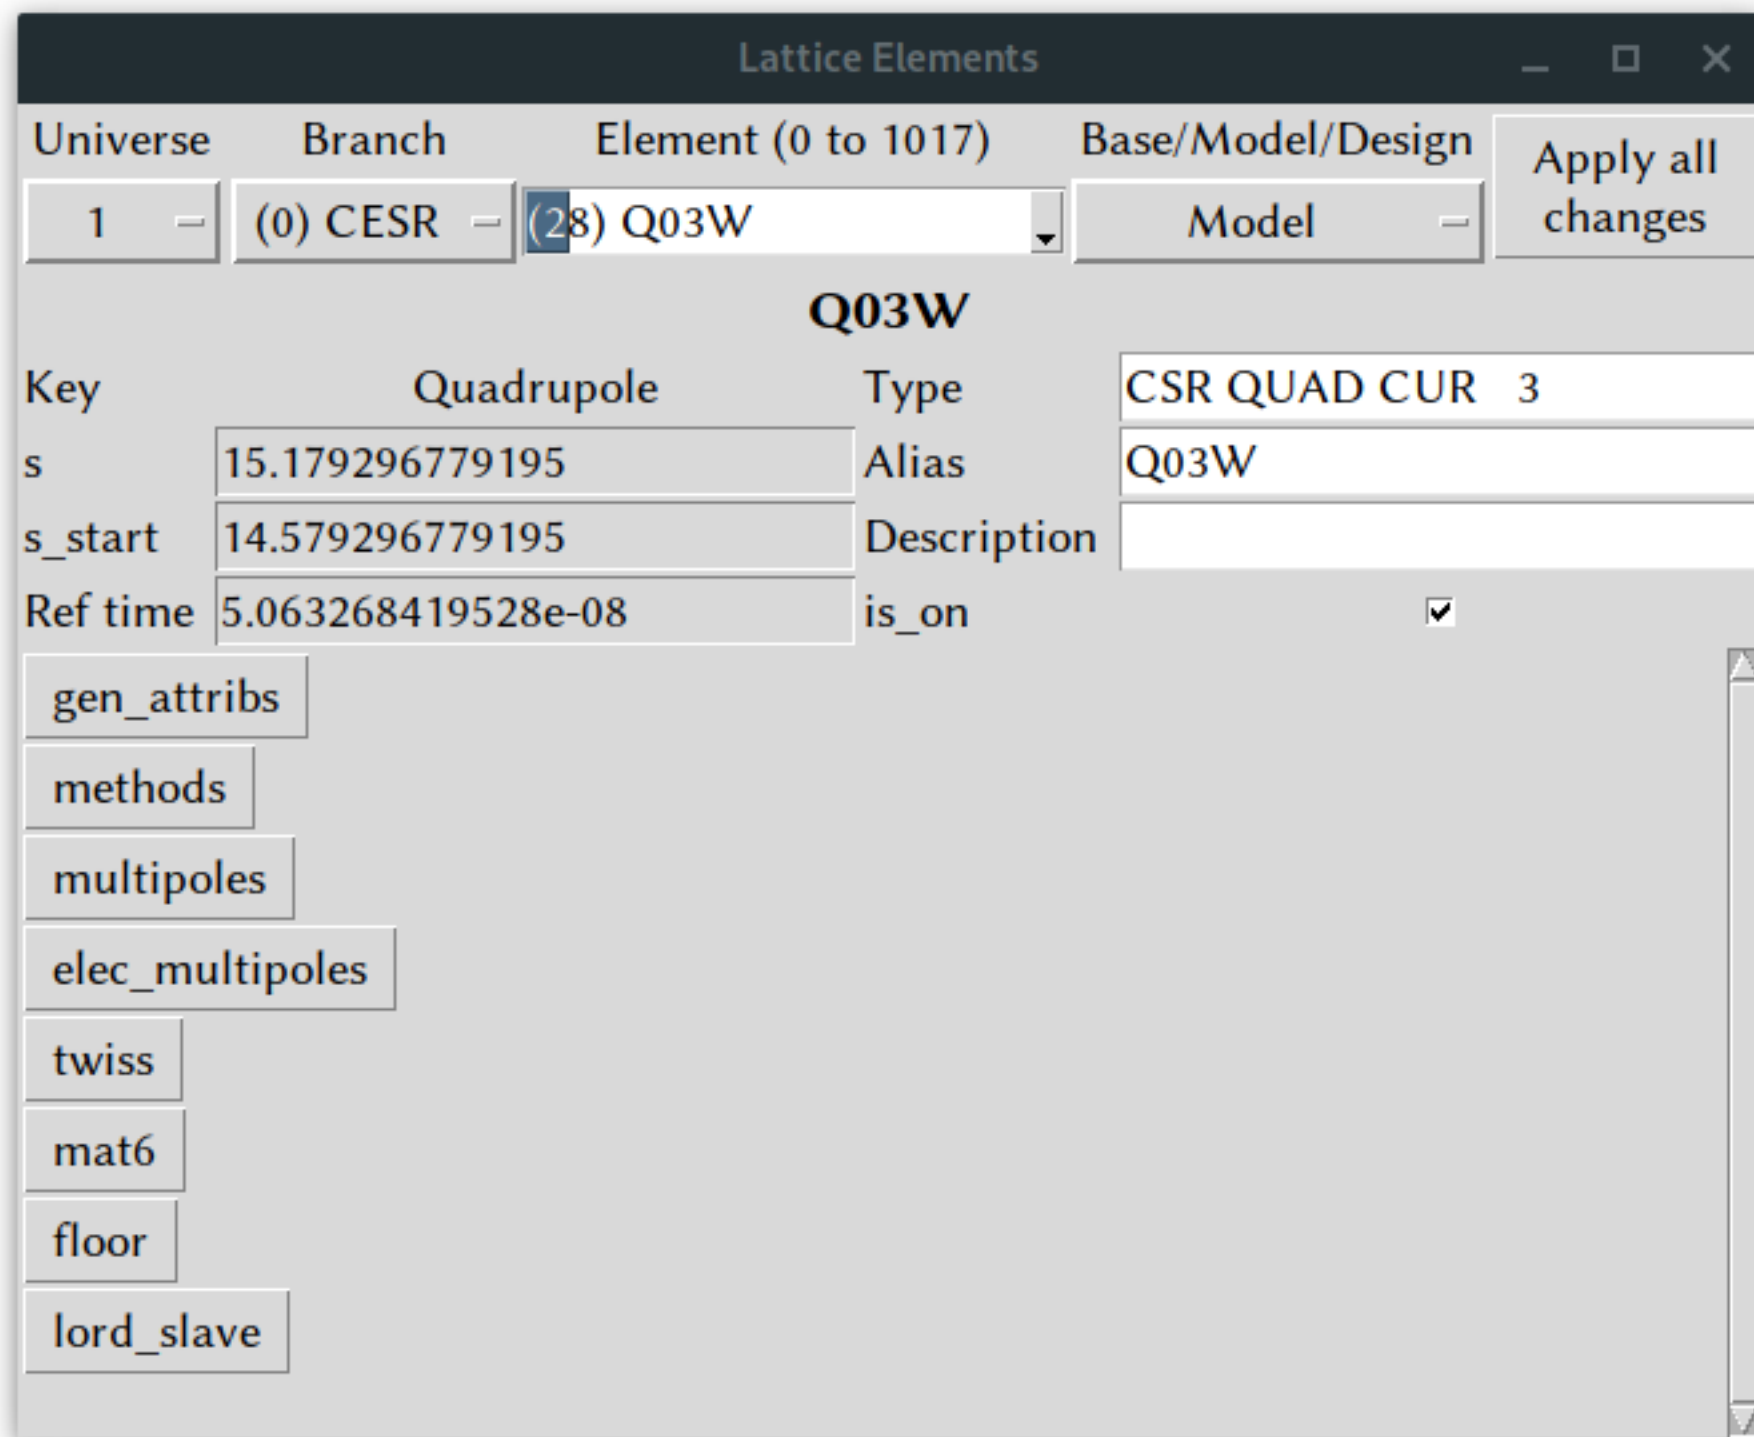 Lattice Elements
Universe Branch Element (0 to 1017) Base/Model/Design Apply all changes
1 (0) CESR (28) Q03W Model
Q03W
Key Quadrupole Type CSR QUAD CUR   3
s 15.179296779195 Alias Q03W
s_start 14.579296779195 Description
Ref time 5.063268419528e-08 is_on
gen_attribs
methods
multipoles
elec_multipoles
twiss
mat6
floor
lord_slave